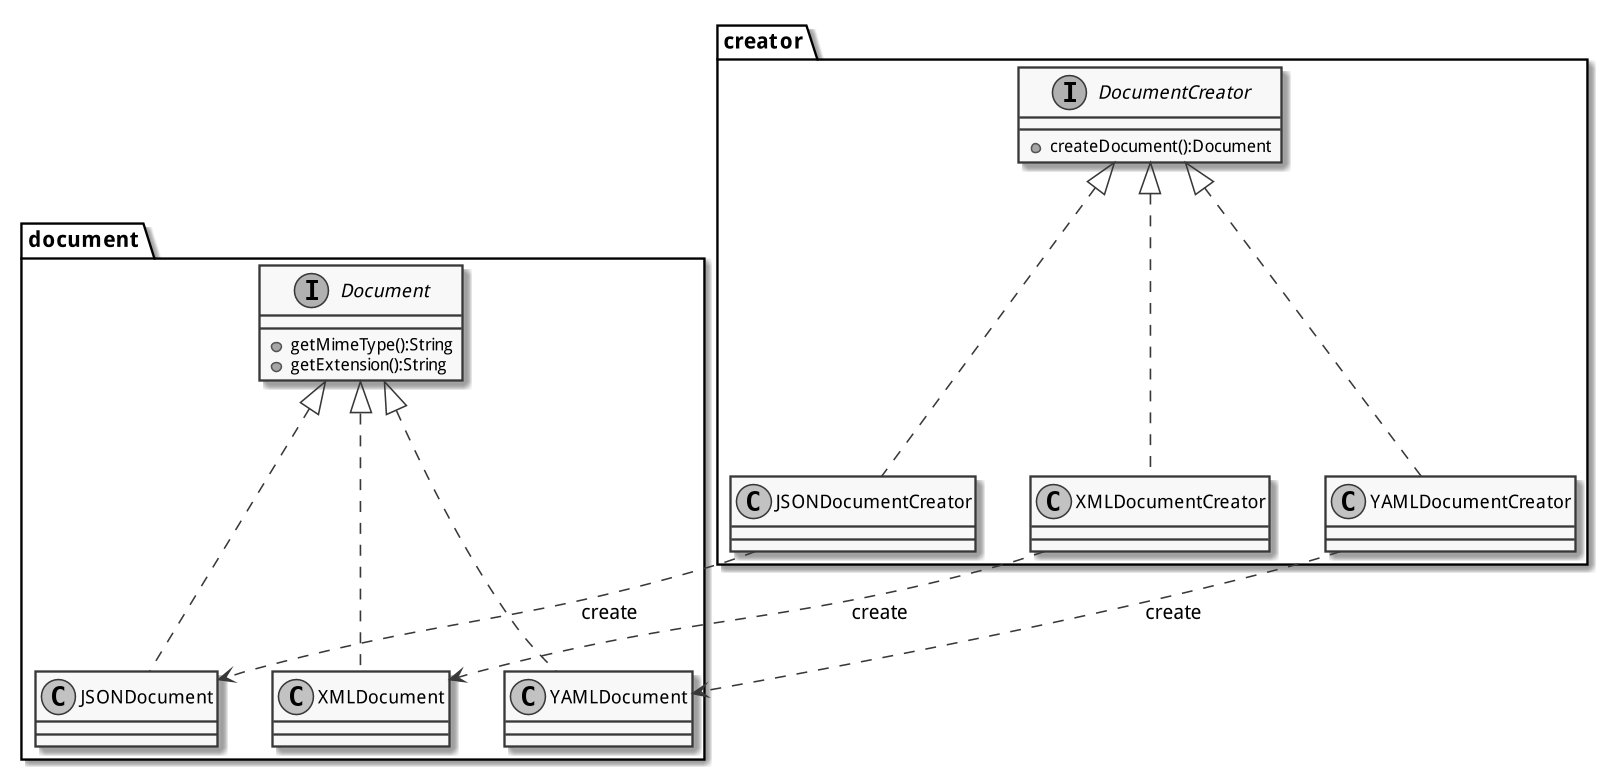 creator
I DocumentCreator
createDocument():Document
document
I Document
getMimeType():String
getExtension():String
C JSONDocumentCreator
C XMLDocumentCreator
C YAMLDocumentCreator
create
create
create
C JSONDocument
C XMLDocument
C YAMLDocument